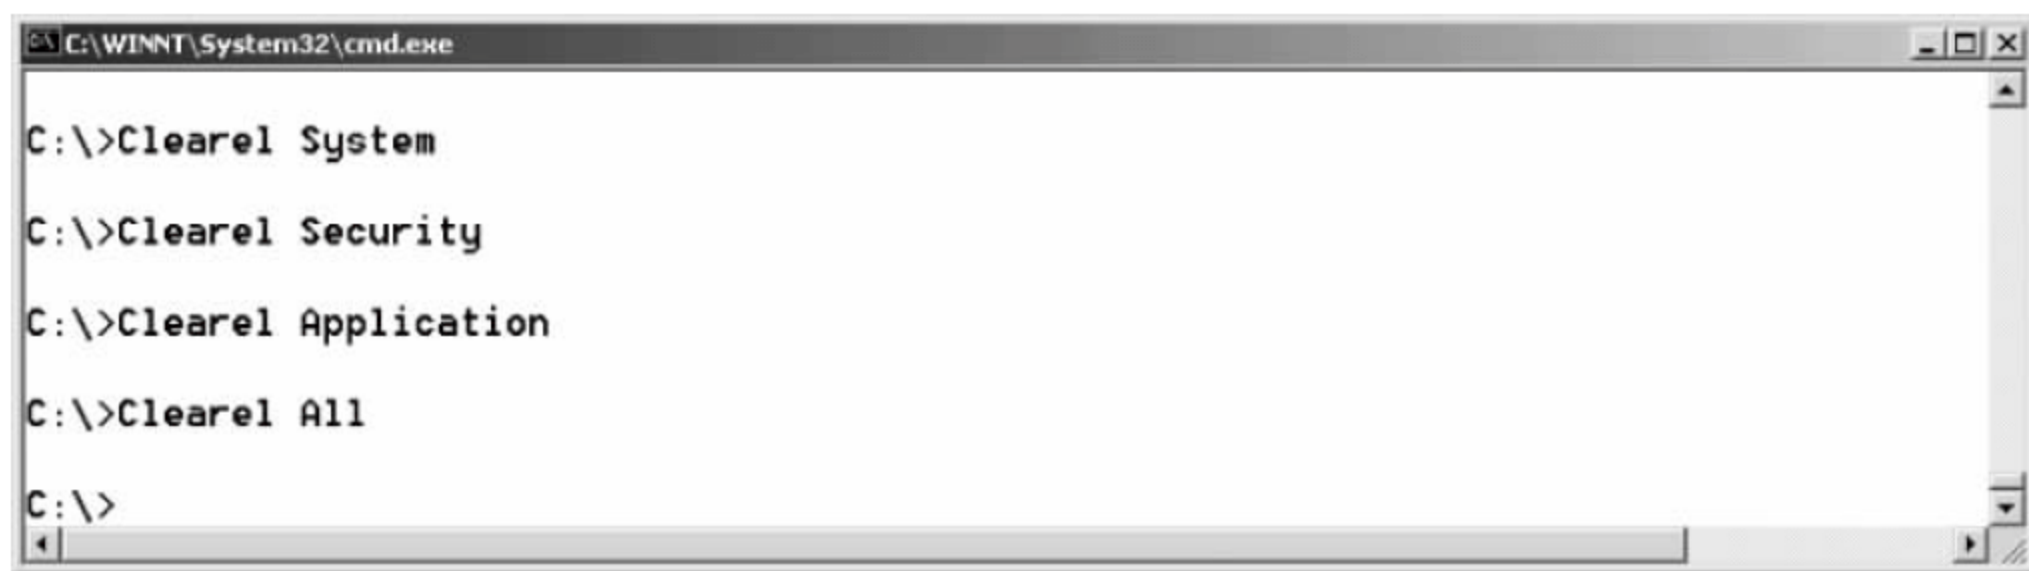 C:\WINNT\System32\cmd.exe
C:\>Clearel System
C:\>Clearel Security
C:\>Clearel Application
C:\>Clearel All
C:\>